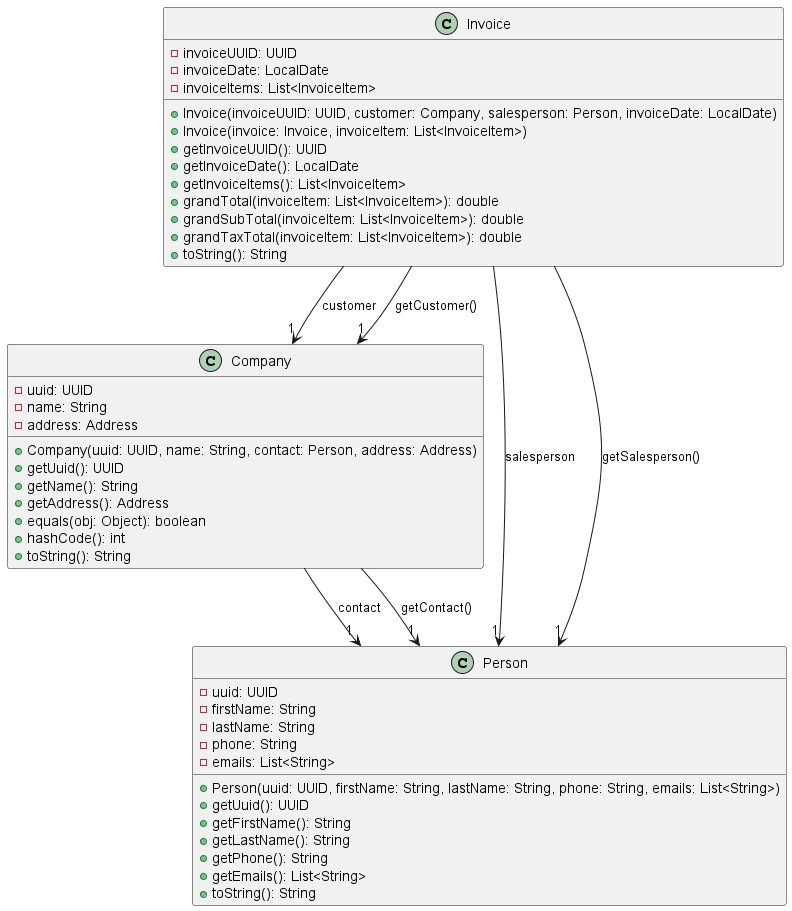 C Invoice
invoiceUUID: UUID
invoiceDate: LocalDate
invoiceItems: List<InvoiceItem>
Invoice(invoiceUUID: UUID, customer: Company, salesperson: Person, invoiceDate: LocalDate)
Invoice(invoice: Invoice, invoiceItem: List<InvoiceItem>)
getInvoiceUUID(): UUID
getInvoiceDate(): LocalDate
getInvoiceItems(): List<InvoiceItem>
grandTotal(invoiceItem: List<InvoiceItem>): double
grandSubTotal(invoiceItem: List<InvoiceItem>): double
grandTaxTotal(invoiceItem: List<InvoiceItem>): double
toString(): String
customer
getCustomer()
1
1
C Company
uuid: UUID
name: String
address: Address
Company(uuid: UUID, name: String, contact: Person, address: Address)
getUuid(): UUID
getName(): String
getAddress(): Address
equals(obj: Object): boolean
hashCode(): int
toString(): String
salesperson
getSalesperson()
contact
getContact()
1
1
1
1
C Person
uuid: UUID
firstName: String
lastName: String
phone: String
emails: List<String>
Person(uuid: UUID, firstName: String, lastName: String, phone: String, emails: List<String>)
getUuid(): UUID
getFirstName(): String
getLastName(): String
getPhone(): String
getEmails(): List<String>
toString(): String